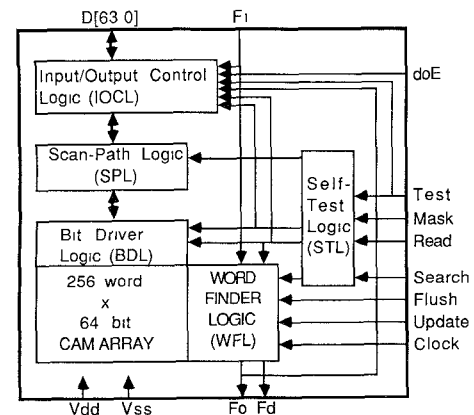 D[63 0]
F1
Input/Output Control
Logic (IOCL)
doE
Scan-Path Logic
(SPL)
Self-
Test
Logic
(STL)
Test
Mask
Read
Bit Driver
Logic (BDL)
256 word
x
64 bit
CAM ARRAY
WORD
FINDER
LOGIC
(WFL)
Search
Flush
Update
Clock
Vdd
Vss
Fo
Fd